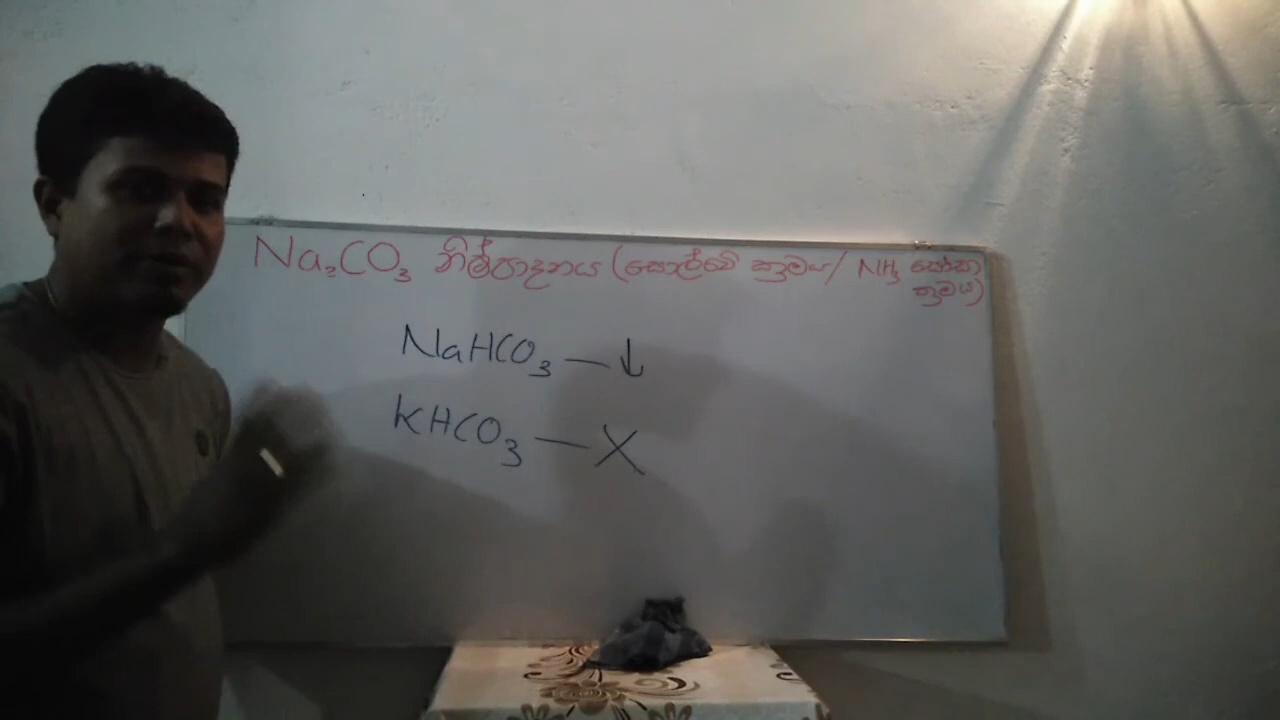 Na₂CO₃ නිෂ්පාදනය (සොල්වේ ක්‍රමය/ NH₃ සෝඩා
ක්‍රමය)
NaHCO₃ — ↓
KHCO₃ — X